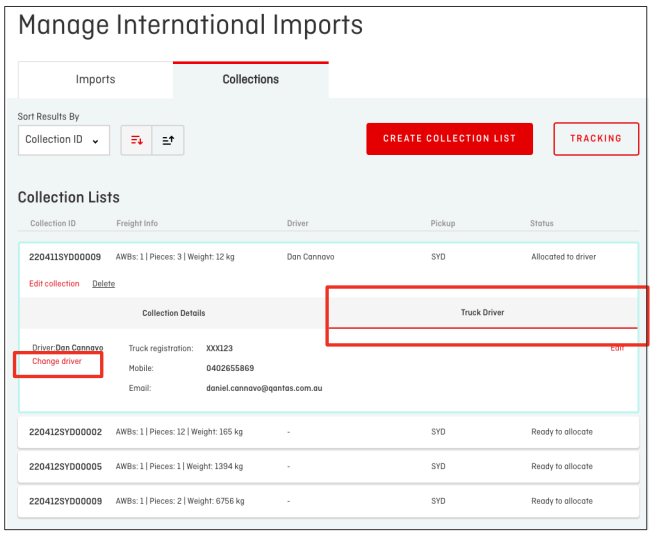 Manage International Imports
Imports Collections
Sort Results By
Collection ID CREATE COLLECTION LIST TRACKING
Collection Lists
Collection ID Freight Info Driver Pickup Status
220411SYD00009 AWBs: 1 | Pieces: 3 | Weight: 12 kg Dan Cannavo SYD Allocated to driver
Edit collection Delete
Collection Details Truck Driver
Driver:Dan Cannavo Truck registration: XXX123 Edit
Change driver Mobile: 0402655869
Email: daniel.cannavo@qantas.com.au
220412SYD00002 AWBs: 1 | Pieces: 12 | Weight: 165 kg - SYD Ready to allocate
220412SYD00005 AWBs: 1 | Pieces: 1 | Weight: 1394 kg - SYD Ready to allocate
220412SYD00009 AWBs: 1 | Pieces: 2 | Weight: 6756 kg - SYD Ready to allocate